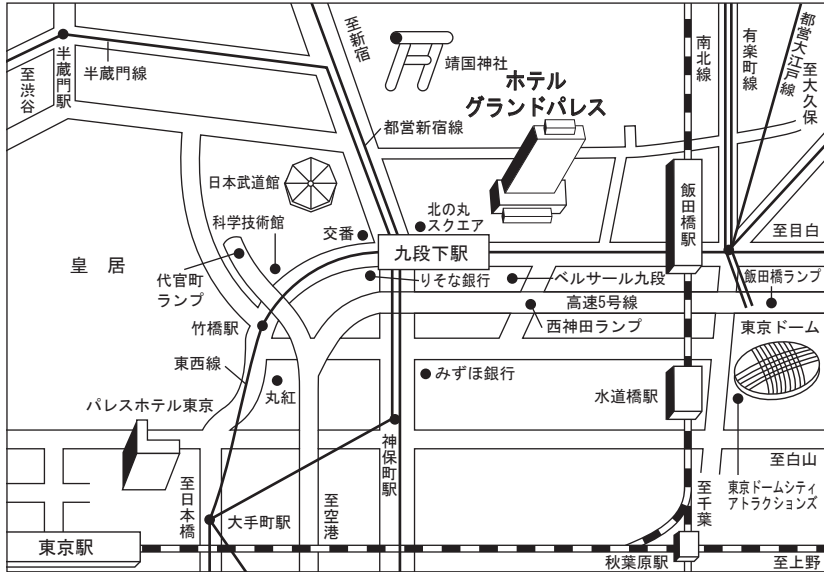 至新宿
靖国神社
ホテル
グランドパレス
南北線
有楽町線
都営大江戸線
至大久保
至渋谷
半蔵門駅
半蔵門線
都営新宿線
日本武道館
科学技術館
交番
北の丸
スクエア
飯田橋駅
至目白
皇居
代官町
ランプ
九段下駅
りそな銀行
ベルサール九段
飯田橋ランプ
高速5号線
竹橋駅
西神田ランプ
東京ドーム
東西線
丸紅
みずほ銀行
水道橋駅
パレスホテル東京
神保町駅
至白山
至日本橋
大手町駅
至空港
至千葉
東京ドームシティ
アトラクションズ
東京駅
秋葉原駅
至上野